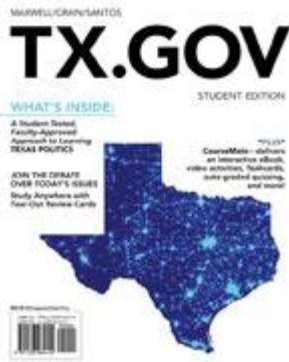 MAXWELL/CRAIN/SANTOS
TX.GOV
STUDENT EDITION
WHAT'S INSIDE:
A Student-Tested,
Faculty-Approved
Approach to Learning
TEXAS POLITICS
*PLUS*
CourseMate—delivers
an interactive eBook,
video activities, flashcards,
auto-graded quizzing,
and more!
JOIN THE DEBATE
OVER TODAY'S ISSUES
Study Anywhere with
Tear-Out Review Cards